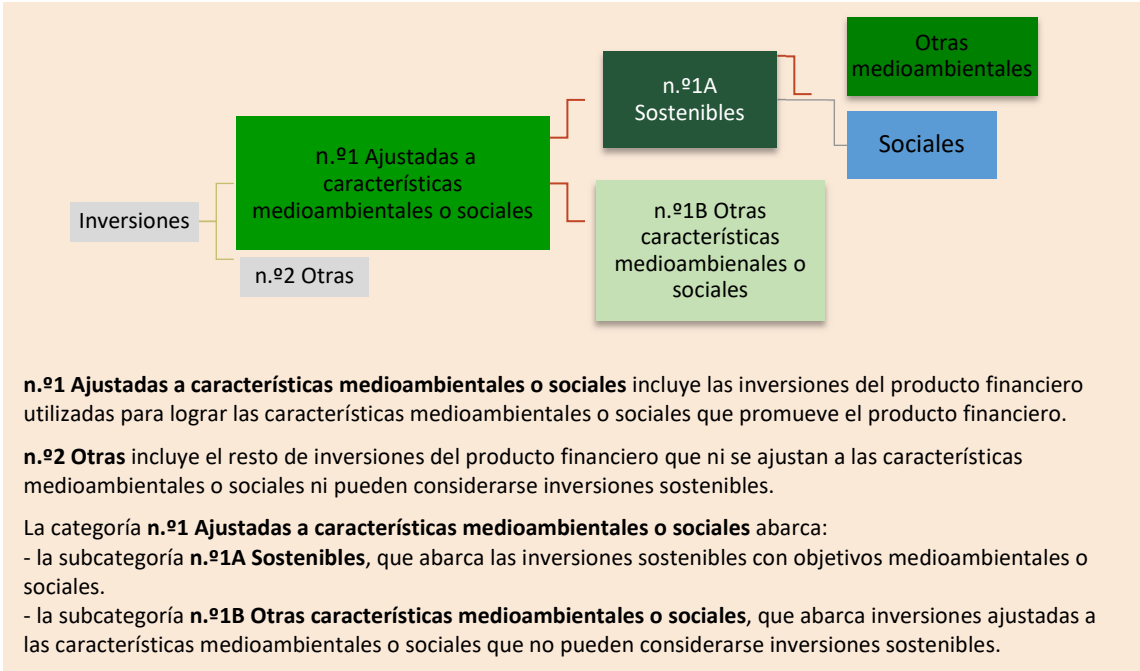 Otras
medioambientales
n.º1A
Sostenibles
Sociales
n.º1 Ajustadas a
características
medioambientales o sociales
Inversiones
n.º1B Otras
características
medioambienales o
sociales
n.º2 Otras
n.º1 Ajustadas a características medioambientales o sociales incluye las inversiones del producto financiero
utilizadas para lograr las características medioambientales o sociales que promueve el producto financiero.
n.º2 Otras incluye el resto de inversiones del producto financiero que ni se ajustan a las características
medioambientales o sociales ni pueden considerarse inversiones sostenibles.
La categoría n.º1 Ajustadas a características medioambientales o sociales abarca:
- la subcategoría n.º1A Sostenibles, que abarca las inversiones sostenibles con objetivos medioambientales o
sociales.
- la subcategoría n.º1B Otras características medioambientales o sociales, que abarca inversiones ajustadas a
las características medioambientales o sociales que no pueden considerarse inversiones sostenibles.